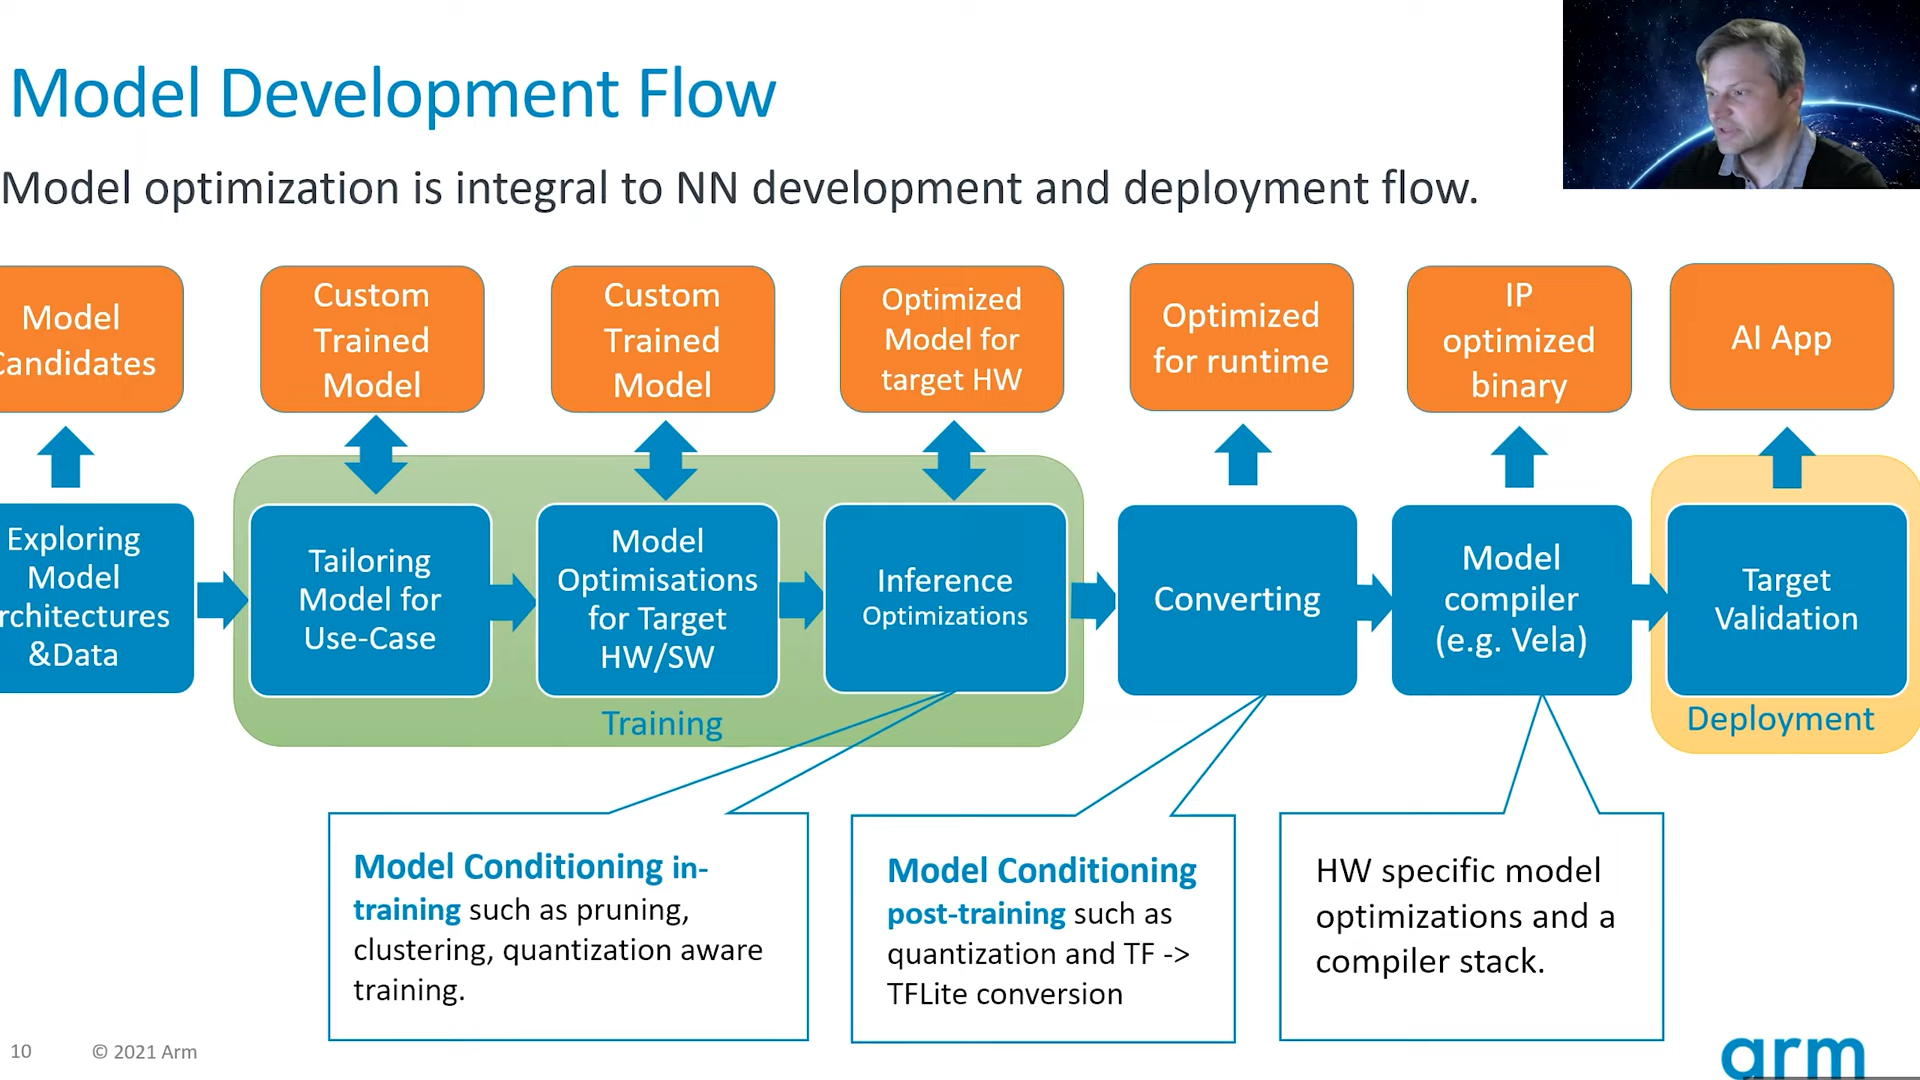 Model Development Flow
Model optimization is integral to NN development and deployment flow.
Model
Candidates
Custom
Trained
Model
Custom
Trained
Model
Optimized
Model for
target HW
Optimized
for runtime
IP
optimized
binary
AI App
Exploring
Model
rchitectures
&Data
Tailoring
Model for
Use-Case
Model
Optimisations
for Target
HW/SW
Inference
Optimizations
Converting
Model
compiler
(e.g. Vela)
Target
Validation
Training
Deployment
Model Conditioning in-
training such as pruning,
clustering, quantization aware
training.
Model Conditioning
post-training such as
quantization and TF ->
TFLite conversion
HW specific model
optimizations and a
compiler stack.
10
© 2021 Arm
arm